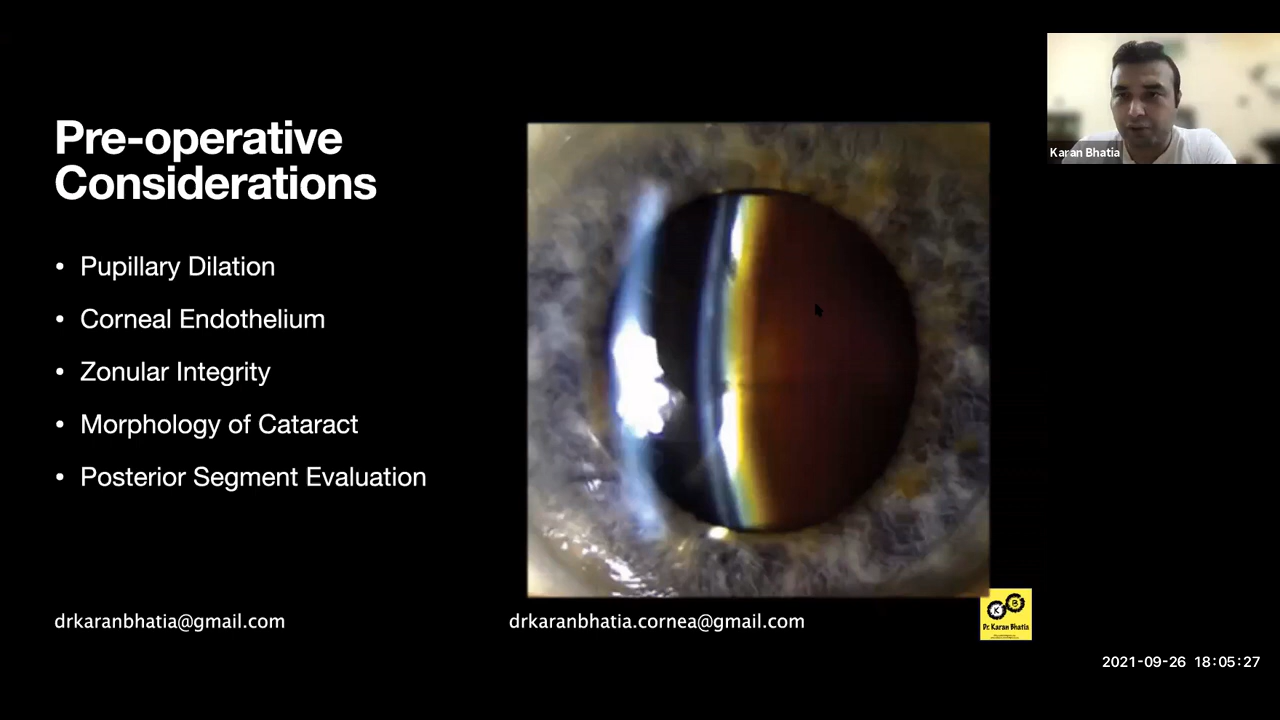 Pre-operative
Considerations
• Pupillary Dilation
• Corneal Endothelium
• Zonular Integrity
• Morphology of Cataract
• Posterior Segment Evaluation
drkaranbhatia@gmail.com
drkaranbhatia.cornea@gmail.com
Karan Bhatia
K B
Dr. Karan Bhatia
2021-09-26 18:05:27